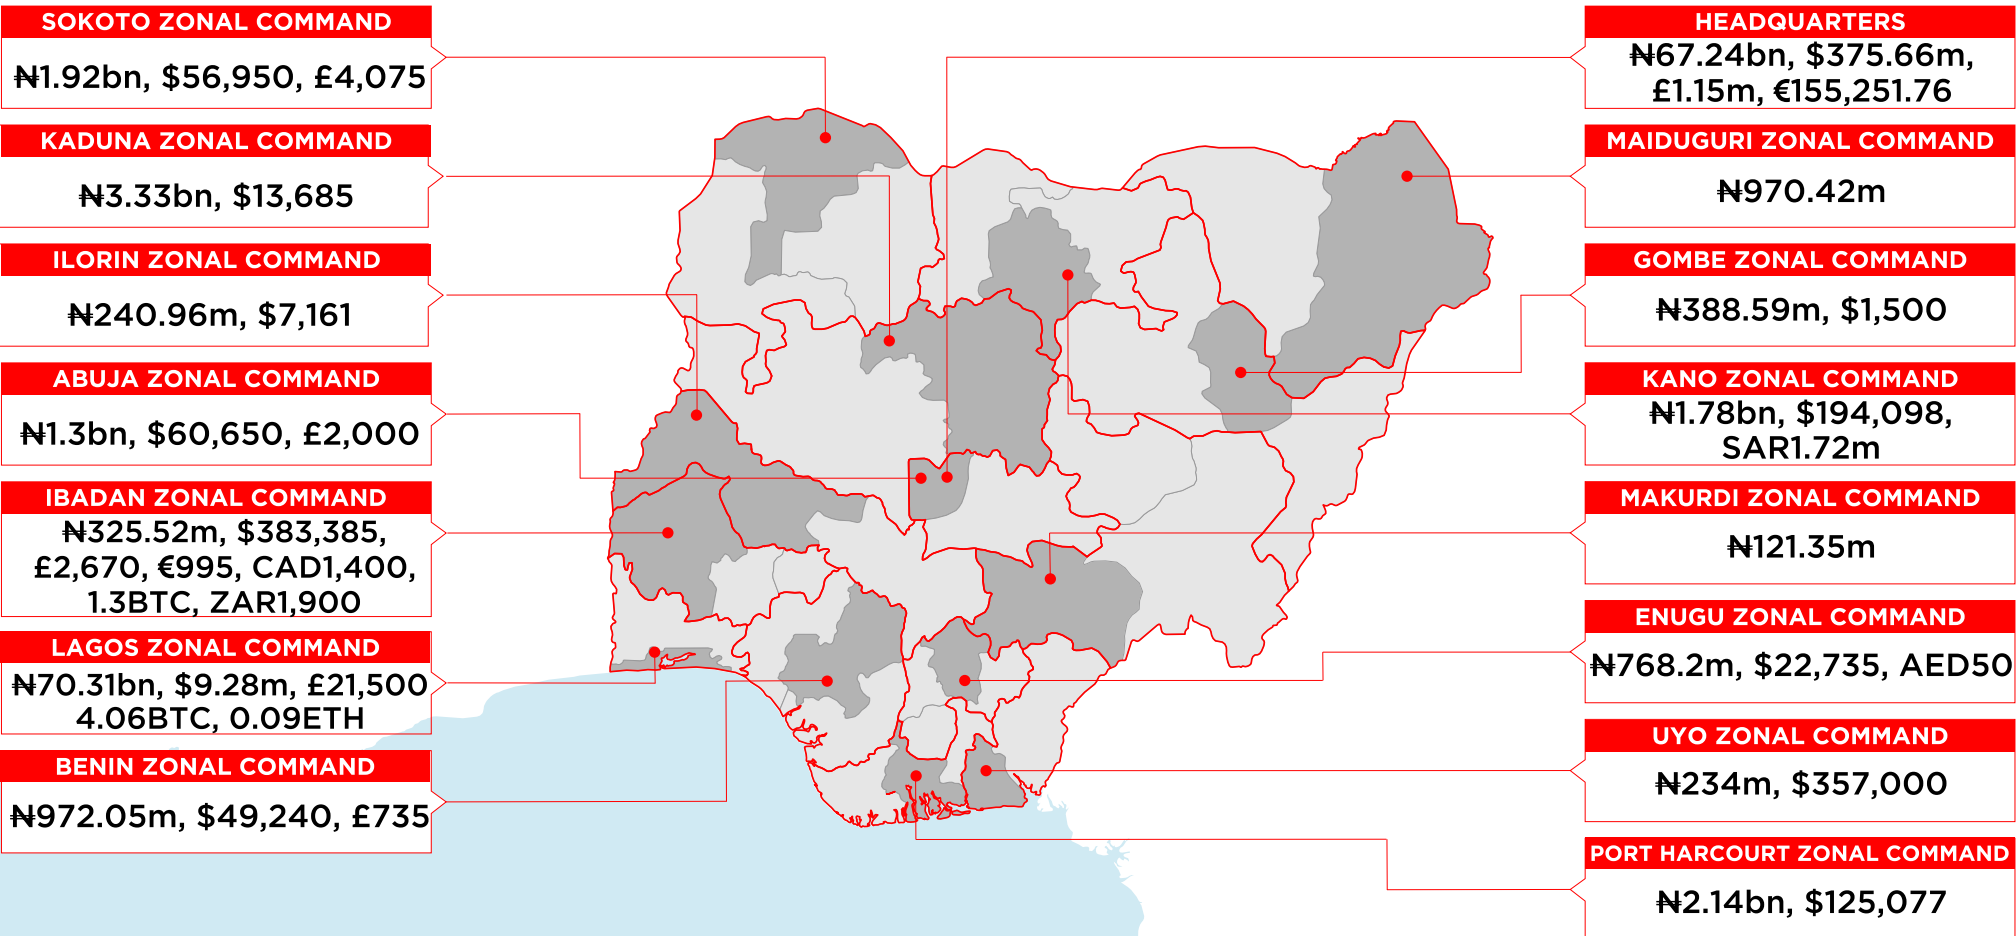 SOKOTO ZONAL COMMAND
₦1.92bn, $56,950, £4,075
KADUNA ZONAL COMMAND
₦3.33bn, $13,685
ILORIN ZONAL COMMAND
₦240.96m, $7,161
ABUJA ZONAL COMMAND
₦1.3bn, $60,650, £2,000
IBADAN ZONAL COMMAND
₦325.52m, $383,385,
£2,670, €995, CAD1,400,
1.3BTC, ZAR1,900
LAGOS ZONAL COMMAND
₦70.31bn, $9.28m, £21,500
4.06BTC, 0.09ETH
BENIN ZONAL COMMAND
₦972.05m, $49,240, £735
HEADQUARTERS
₦67.24bn, $375.66m,
£1.15m, €155,251.76
MAIDUGURI ZONAL COMMAND
₦970.42m
GOMBE ZONAL COMMAND
₦388.59m, $1,500
KANO ZONAL COMMAND
₦1.78bn, $194,098,
SAR1.72m
MAKURDI ZONAL COMMAND
₦121.35m
ENUGU ZONAL COMMAND
₦768.2m, $22,735, AED50
UYO ZONAL COMMAND
₦234m, $357,000
PORT HARCOURT ZONAL COMMAND
₦2.14bn, $125,077